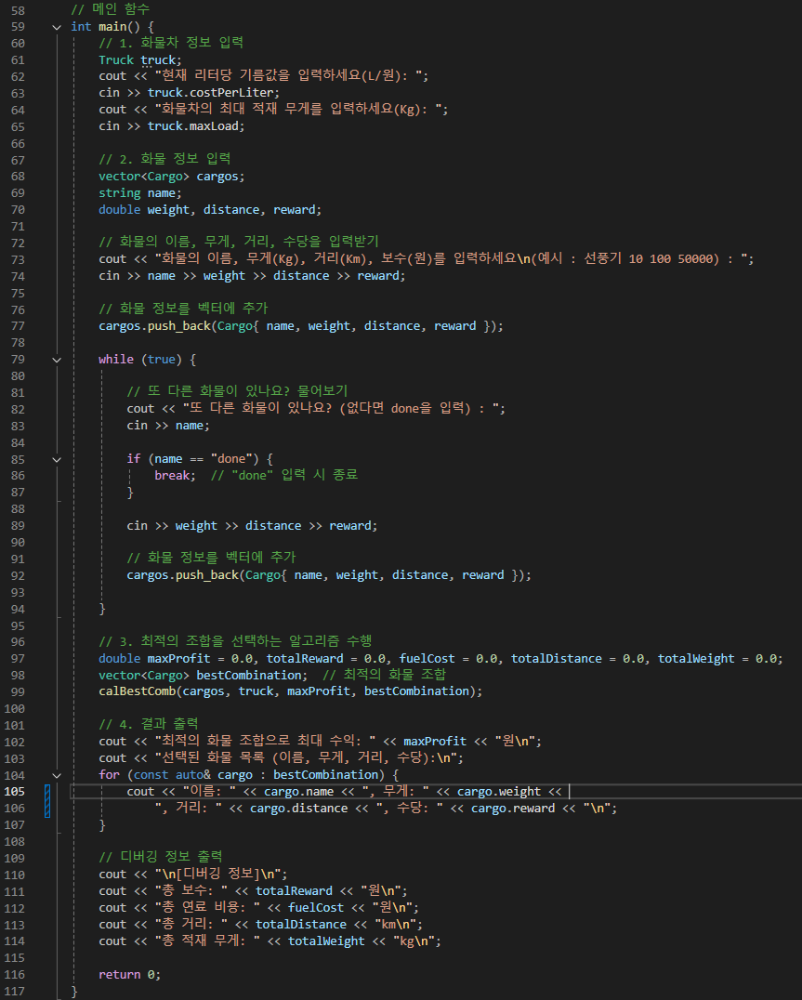 58 // 메인 함수
59 int main() {
60 // 1. 화물차 정보 입력
61 Truck truck;
62 cout << "현재 리터당 기름값을 입력하세요(L/원): ";
63 cin >> truck.costPerLiter;
64 cout << "화물차의 최대 적재 무게를 입력하세요(Kg): ";
65 cin >> truck.maxLoad;
66
67 // 2. 화물 정보 입력
68 vector<Cargo> cargos;
69 string name;
70 double weight, distance, reward;
71
72 // 화물의 이름, 무게, 거리, 수당을 입력받기
73 cout << "화물의 이름, 무게(Kg), 거리(Km), 보수(원)를 입력하세요\n(예시 : 선풍기 10 100 50000) : ";
74 cin >> name >> weight >> distance >> reward;
75
76 // 화물 정보를 벡터에 추가
77 cargos.push_back(Cargo{ name, weight, distance, reward });
78
79 while (true) {
80
81 // 또 다른 화물이 있나요? 물어보기
82 cout << "또 다른 화물이 있나요? (없다면 done을 입력) : ";
83 cin >> name;
84
85 if (name == "done") {
86 break; // "done" 입력 시 종료
87 }
88
89 cin >> weight >> distance >> reward;
90
91 // 화물 정보를 벡터에 추가
92 cargos.push_back(Cargo{ name, weight, distance, reward });
93
94 }
95
96 // 3. 최적의 조합을 선택하는 알고리즘 수행
97 double maxProfit = 0.0, totalReward = 0.0, fuelCost = 0.0, totalDistance = 0.0, totalWeight = 0.0;
98 vector<Cargo> bestCombination; // 최적의 화물 조합
99 calBestComb(cargos, truck, maxProfit, bestCombination);
100
101 // 4. 결과 출력
102 cout << "최적의 화물 조합으로 최대 수익: " << maxProfit << "원\n";
103 cout << "선택된 화물 목록 (이름, 무게, 거리, 수당):\n";
104 for (const auto& cargo : bestCombination) {
105 cout << "이름: " << cargo.name << ", 무게: " << cargo.weight <<
106 ", 거리: " << cargo.distance << ", 수당: " << cargo.reward << "\n";
107 }
108
109 // 디버깅 정보 출력
110 cout << "\n[디버깅 정보]\n";
111 cout << "총 보수: " << totalReward << "원\n";
112 cout << "총 연료 비용: " << fuelCost << "원\n";
113 cout << "총 거리: " << totalDistance << "km\n";
114 cout << "총 적재 무게: " << totalWeight << "kg\n";
115
116 return 0;
117 }